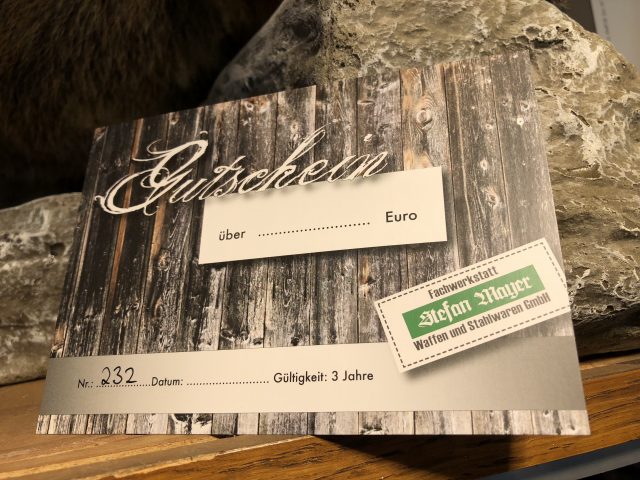 Gutschein
über .......................... Euro
Fachwerkstatt
Stefan Mayer
Waffen und Stahlwaren GmbH
Nr.: 232 Datum: .......................... Gültigkeit: 3 Jahre